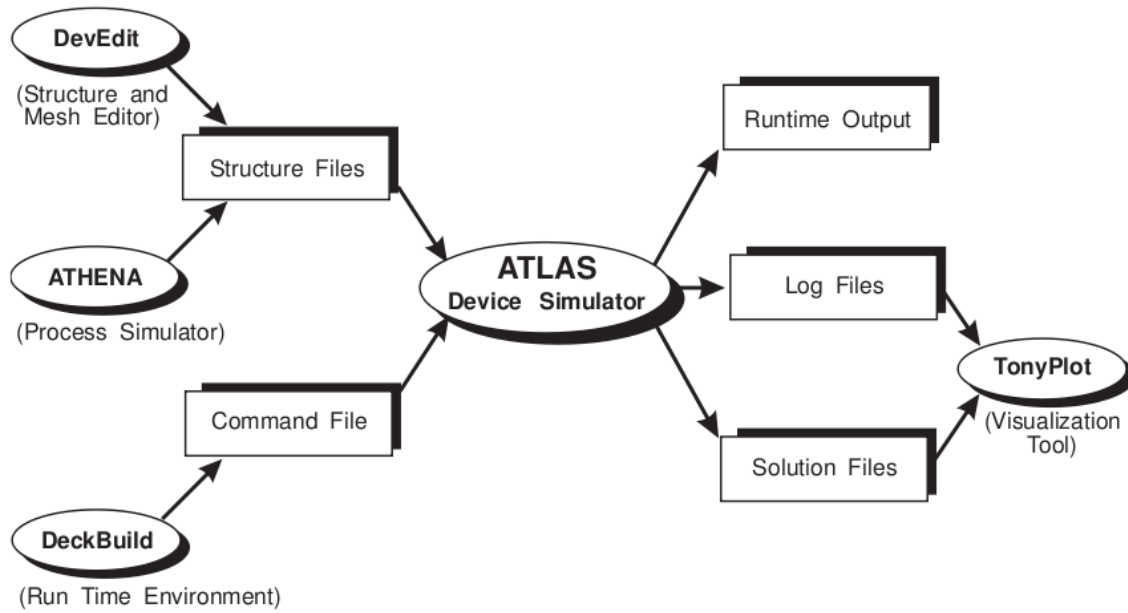 DevEdit
(Structure and
Mesh Editor)
Structure Files
ATHENA
(Process Simulator)
Command File
DeckBuild
(Run Time Environment)
ATLAS
Device Simulator
Runtime Output
Log Files
Solution Files
TonyPlot
(Visualization
Tool)